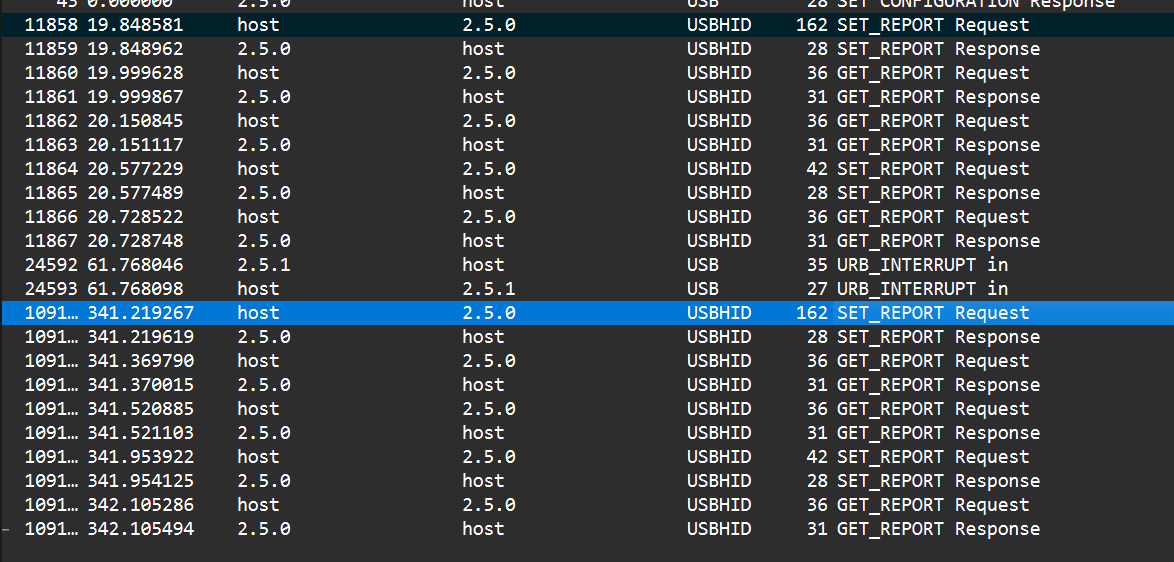 43 0.000000 2.5.0 host USB 28 SET CONFIGURATION Response
11858 19.848581 host 2.5.0 USBHID 162 SET_REPORT Request
11859 19.848962 2.5.0 host USBHID 28 SET_REPORT Response
11860 19.999628 host 2.5.0 USBHID 36 GET_REPORT Request
11861 19.999867 2.5.0 host USBHID 31 GET_REPORT Response
11862 20.150845 host 2.5.0 USBHID 36 GET_REPORT Request
11863 20.151117 2.5.0 host USBHID 31 GET_REPORT Response
11864 20.577229 host 2.5.0 USBHID 42 SET_REPORT Request
11865 20.577489 2.5.0 host USBHID 28 SET_REPORT Response
11866 20.728522 host 2.5.0 USBHID 36 GET_REPORT Request
11867 20.728748 2.5.0 host USBHID 31 GET_REPORT Response
24592 61.768046 2.5.1 host USB 35 URB_INTERRUPT in
24593 61.768098 host 2.5.1 USB 27 URB_INTERRUPT in
1091… 341.219267 host 2.5.0 USBHID 162 SET_REPORT Request
1091… 341.219619 2.5.0 host USBHID 28 SET_REPORT Response
1091… 341.369790 host 2.5.0 USBHID 36 GET_REPORT Request
1091… 341.370015 2.5.0 host USBHID 31 GET_REPORT Response
1091… 341.520885 host 2.5.0 USBHID 36 GET_REPORT Request
1091… 341.521103 2.5.0 host USBHID 31 GET_REPORT Response
1091… 341.953922 host 2.5.0 USBHID 42 SET_REPORT Request
1091… 341.954125 2.5.0 host USBHID 28 SET_REPORT Response
1091… 342.105286 host 2.5.0 USBHID 36 GET_REPORT Request
1091… 342.105494 2.5.0 host USBHID 31 GET_REPORT Response